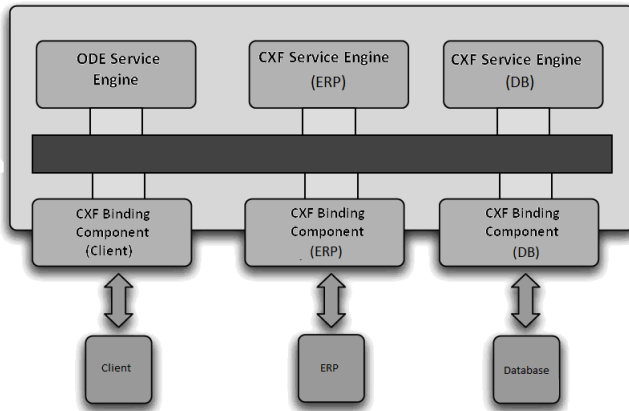 ODE Service
Engine
CXF Service Engine
(ERP)
CXF Service Engine
(DB)
CXF Binding
Component
(Client)
CXF Binding
Component
(ERP)
CXF Binding
Component
(DB)
Client
ERP
Database